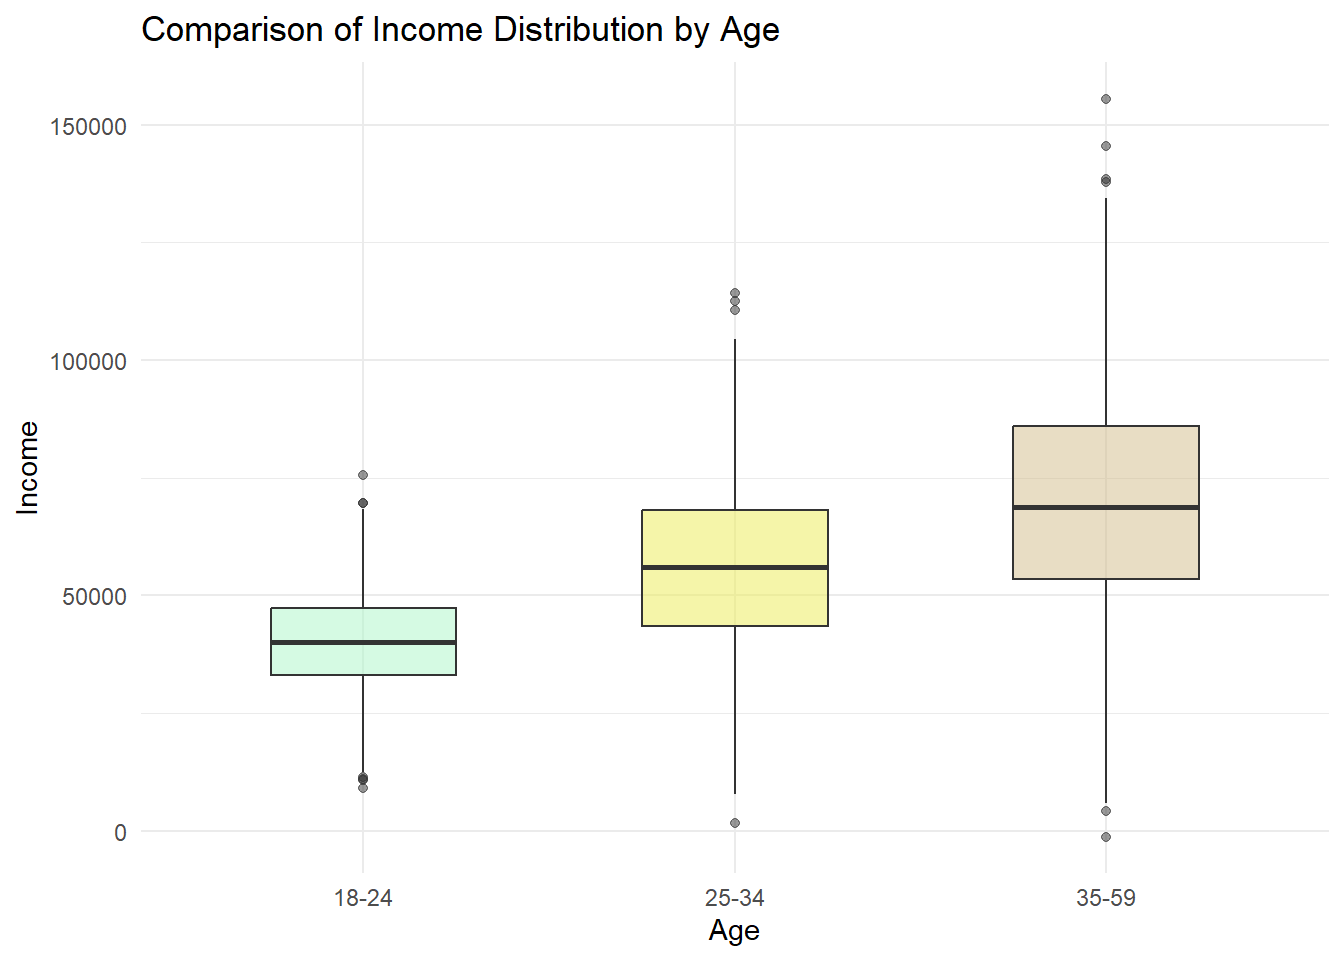 Comparison of Income Distribution by Age
150000
100000
50000
0
Income
18-24
25-34
35-59
Age